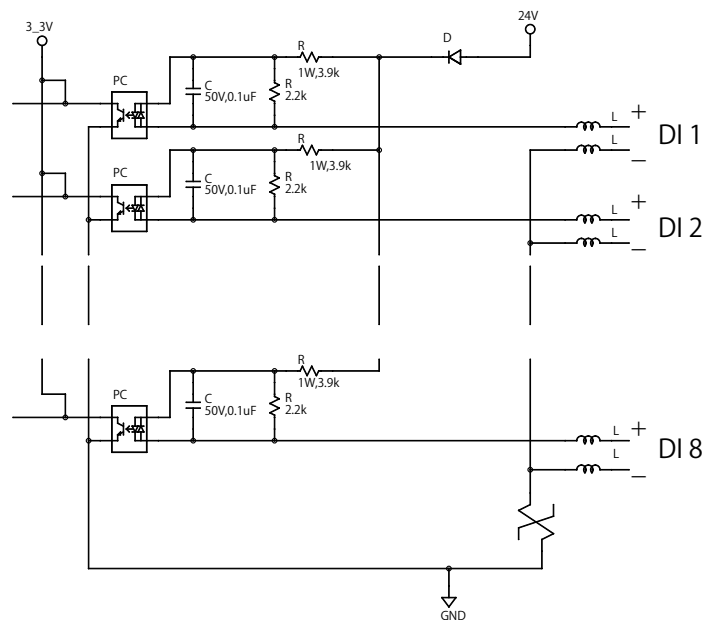 3_3V
24V
R
D
PC
1W,3.9k
C
50V,0.1uF
R
2.2k
L
+
DI 1
R
L
−
1W,3.9k
PC
C
50V,0.1uF
R
2.2k
L
+
DI 2
L
−
R
PC
1W,3.9k
C
50V,0.1uF
R
2.2k
L
+
DI 8
L
−
GND